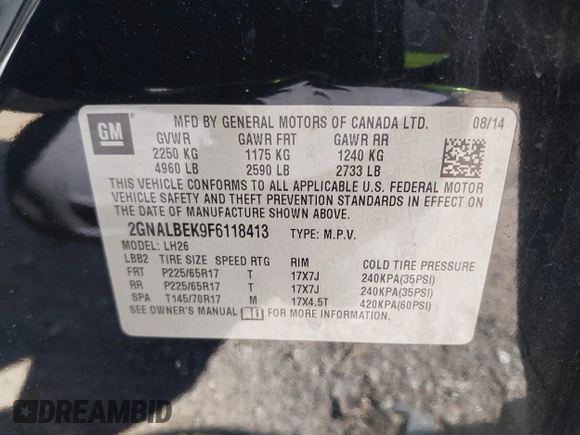 GM
MFD BY GENERAL MOTORS OF CANADA LTD. 08/14
GVWR GAWR FRT GAWR RR
2250 KG 1175 KG 1240 KG
4960 LB 2590 LB 2733 LB
THIS VEHICLE CONFORMS TO ALL APPLICABLE U.S. FEDERAL MOTOR
VEHICLE SAFETY AND THEFT PREVENTION STANDARDS IN EFFECT ON
THE DATE OF MANUFACTURE SHOWN ABOVE.
2GNALBEK9F6118413 TYPE: M.P.V.
MODEL: LH26
LBB2 TIRE SIZE SPEED RTG RIM COLD TIRE PRESSURE
FRT P225/65R17 T 17X7J 240KPA(35PSI)
RR P225/65R17 T 17X7J 240KPA(35PSI)
SPA T145/70R17 M 17X4.5T 420KPA(60PSI)
SEE OWNER'S MANUAL FOR MORE INFORMATION.
DREAMBID